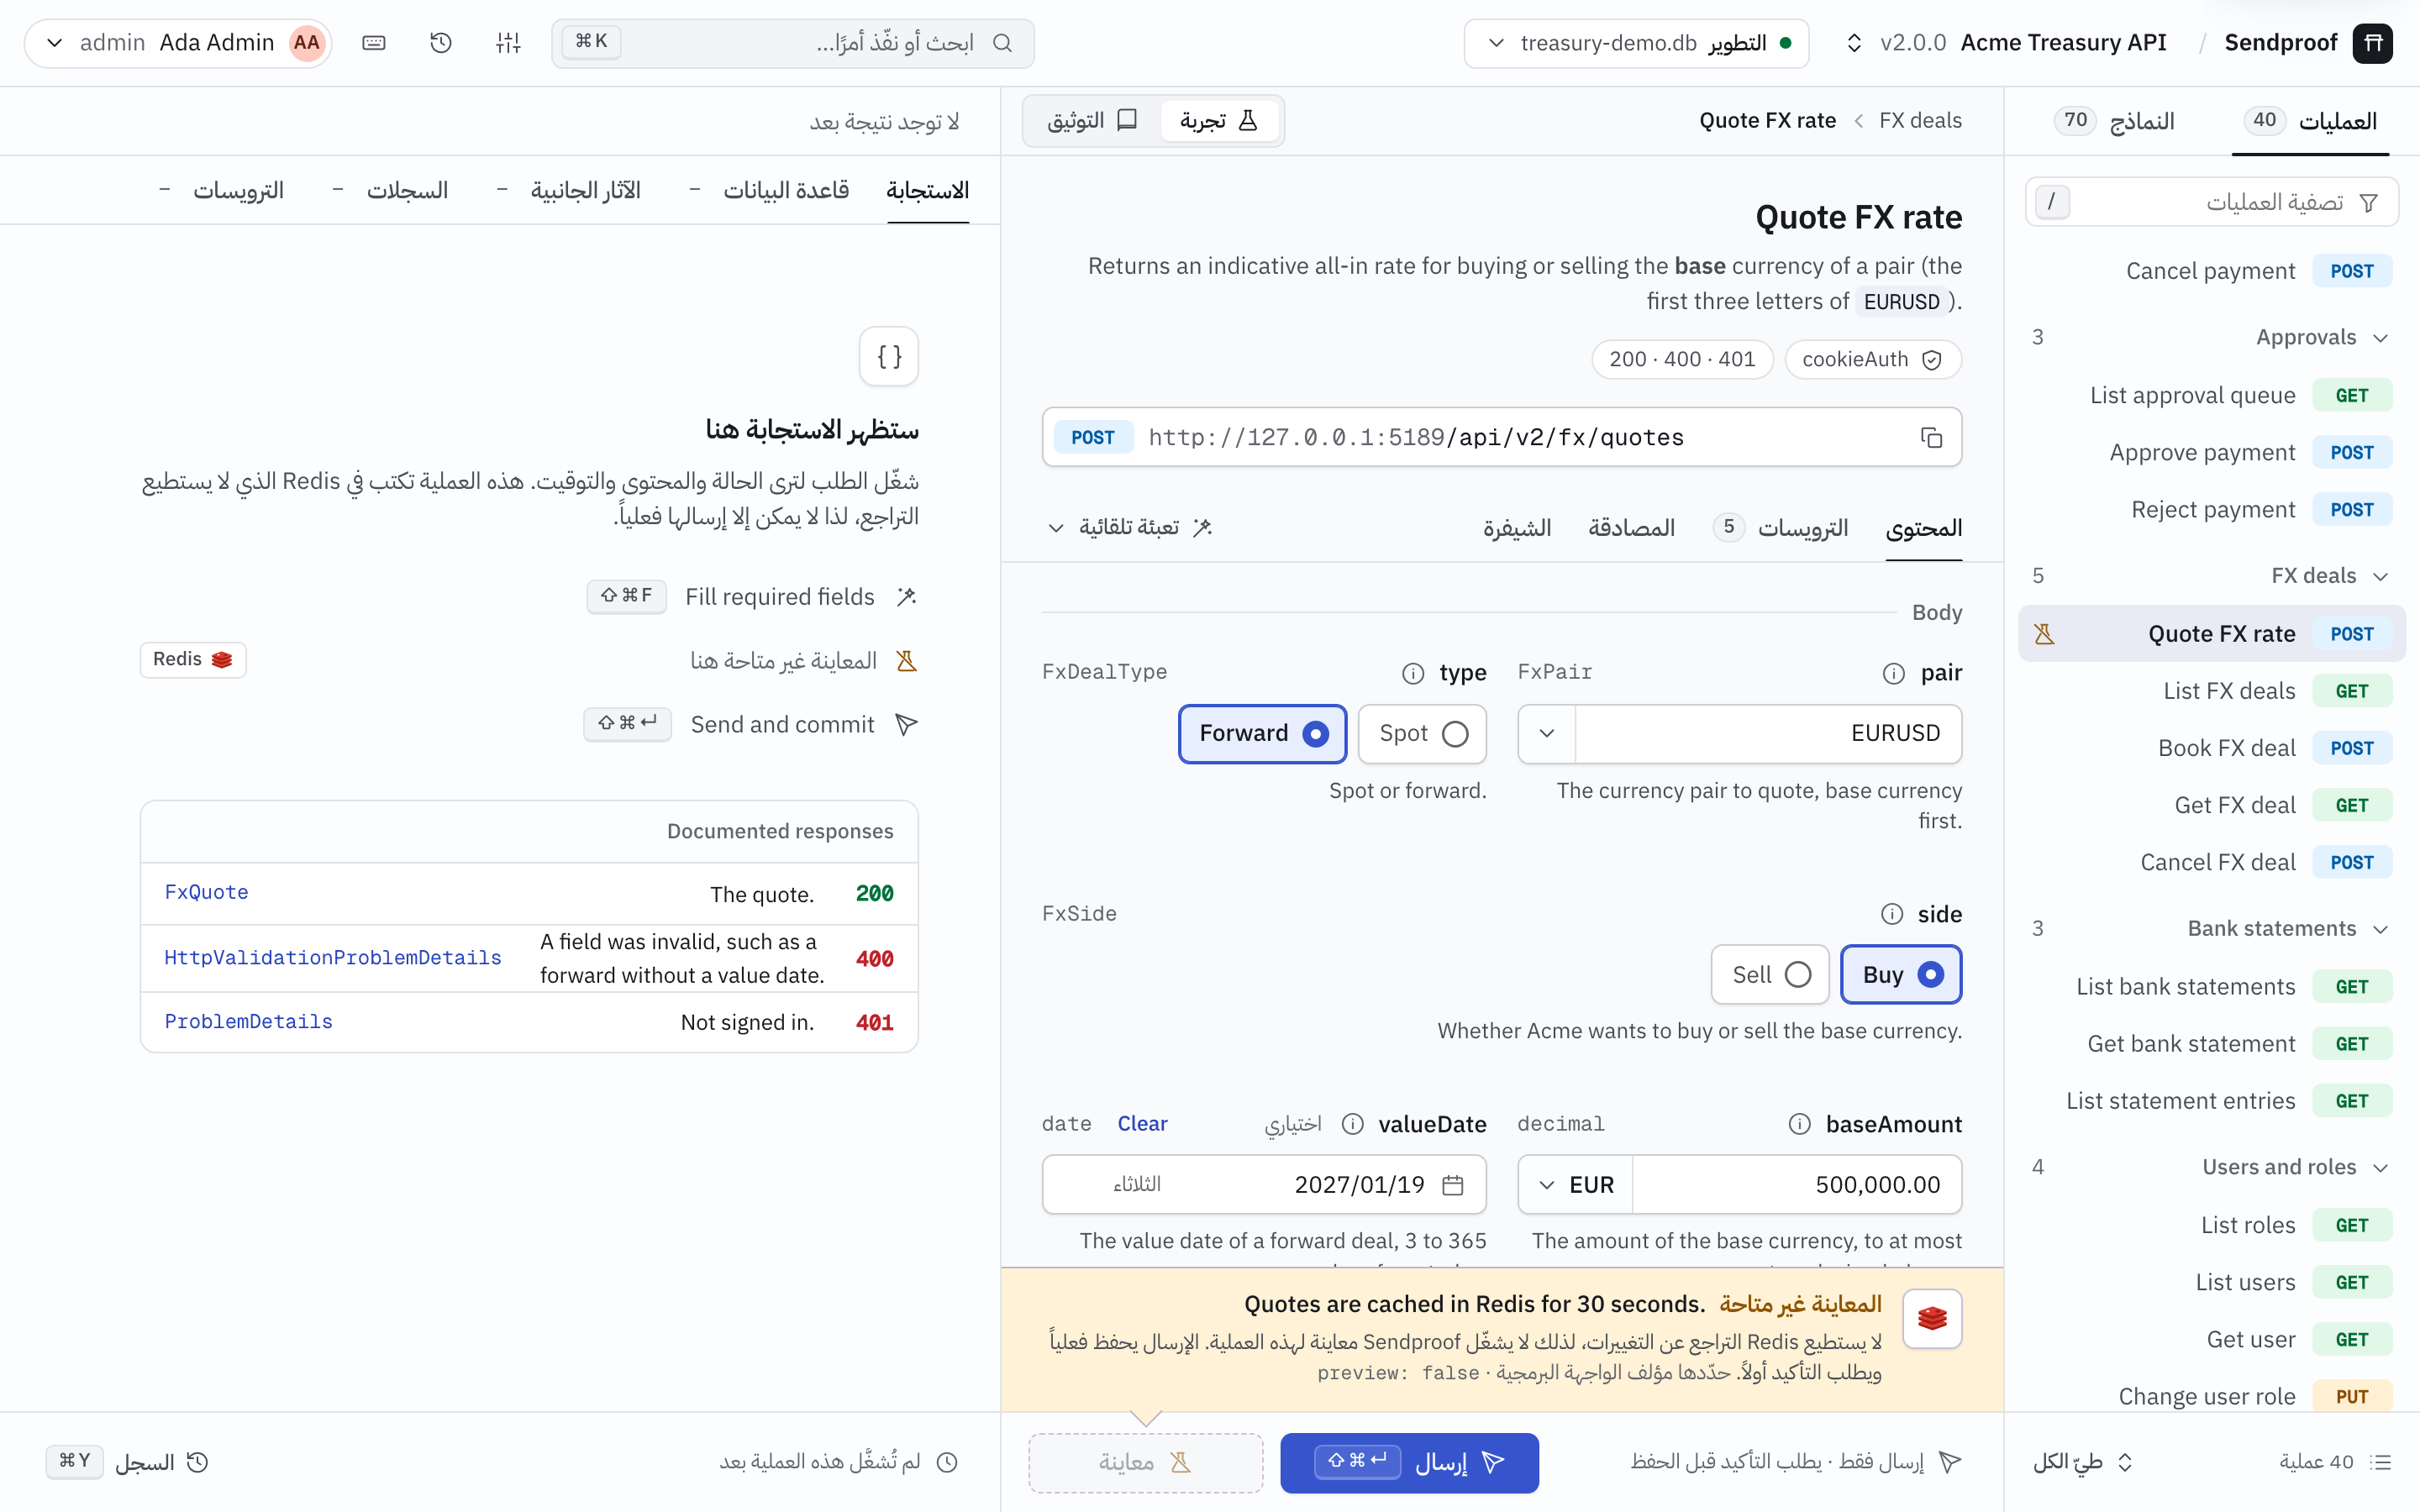 Sendproof
/
Acme Treasury API v2.0.0
التطوير treasury-demo.db
ابحث أو نفّذ أمرًا...
⌘K
AA Ada Admin admin
العمليات 40
النماذج 70
تصفية العمليات
/
POST Cancel payment
Approvals 3
GET List approval queue
POST Approve payment
POST Reject payment
FX deals 5
POST Quote FX rate
GET List FX deals
POST Book FX deal
GET Get FX deal
POST Cancel FX deal
Bank statements 3
GET List bank statements
GET Get bank statement
GET List statement entries
Users and roles 4
GET List roles
GET List users
GET Get user
PUT Change user role
40 عملية
طيّ الكل
FX deals
Quote FX rate
تجربة
التوثيق
Quote FX rate
Returns an indicative all-in rate for buying or selling the base currency of a pair (the
first three letters of EURUSD).
cookieAuth
200 · 400 · 401
POST http://127.0.0.1:5189/api/v2/fx/quotes
المحتوى
الترويسات 5
المصادقة
الشيفرة
تعبئة تلقائية
Body
pair FxPair
EURUSD
The currency pair to quote, base currency
first.
type FxDealType
Spot
Forward
Spot or forward.
side FxSide
Buy
Sell
Whether Acme wants to buy or sell the base currency.
baseAmount decimal
500,000.00 EUR
The amount of the base currency, to at most
valueDate اختياري Clear date
2027/01/19 الثلاثاء
The value date of a forward deal, 3 to 365
المعاينة غير متاحة Quotes are cached in Redis for 30 seconds.
لا يستطيع Redis التراجع عن التغييرات، لذلك لا يشغّل Sendproof معاينة لهذه العملية. الإرسال يحفظ فعلياً
ويطلب التأكيد أولاً. حدّدها مؤلف الواجهة البرمجية · preview: false
إرسال فقط · يطلب التأكيد قبل الحفظ
إرسال ⇧⌘↵
معاينة
لا توجد نتيجة بعد
الاستجابة
قاعدة البيانات –
الآثار الجانبية –
السجلات –
الترويسات –
{ }
ستظهر الاستجابة هنا
شغّل الطلب لترى الحالة والمحتوى والتوقيت. هذه العملية تكتب في Redis الذي لا يستطيع
التراجع، لذا لا يمكن إلا إرسالها فعلياً.
Fill required fields ⇧⌘F
المعاينة غير متاحة هنا Redis
Send and commit ⇧⌘↵
Documented responses
200 The quote. FxQuote
400 A field was invalid, such as a
forward without a value date. HttpValidationProblemDetails
401 Not signed in. ProblemDetails
لم تُشغَّل هذه العملية بعد
السجل ⌘Y